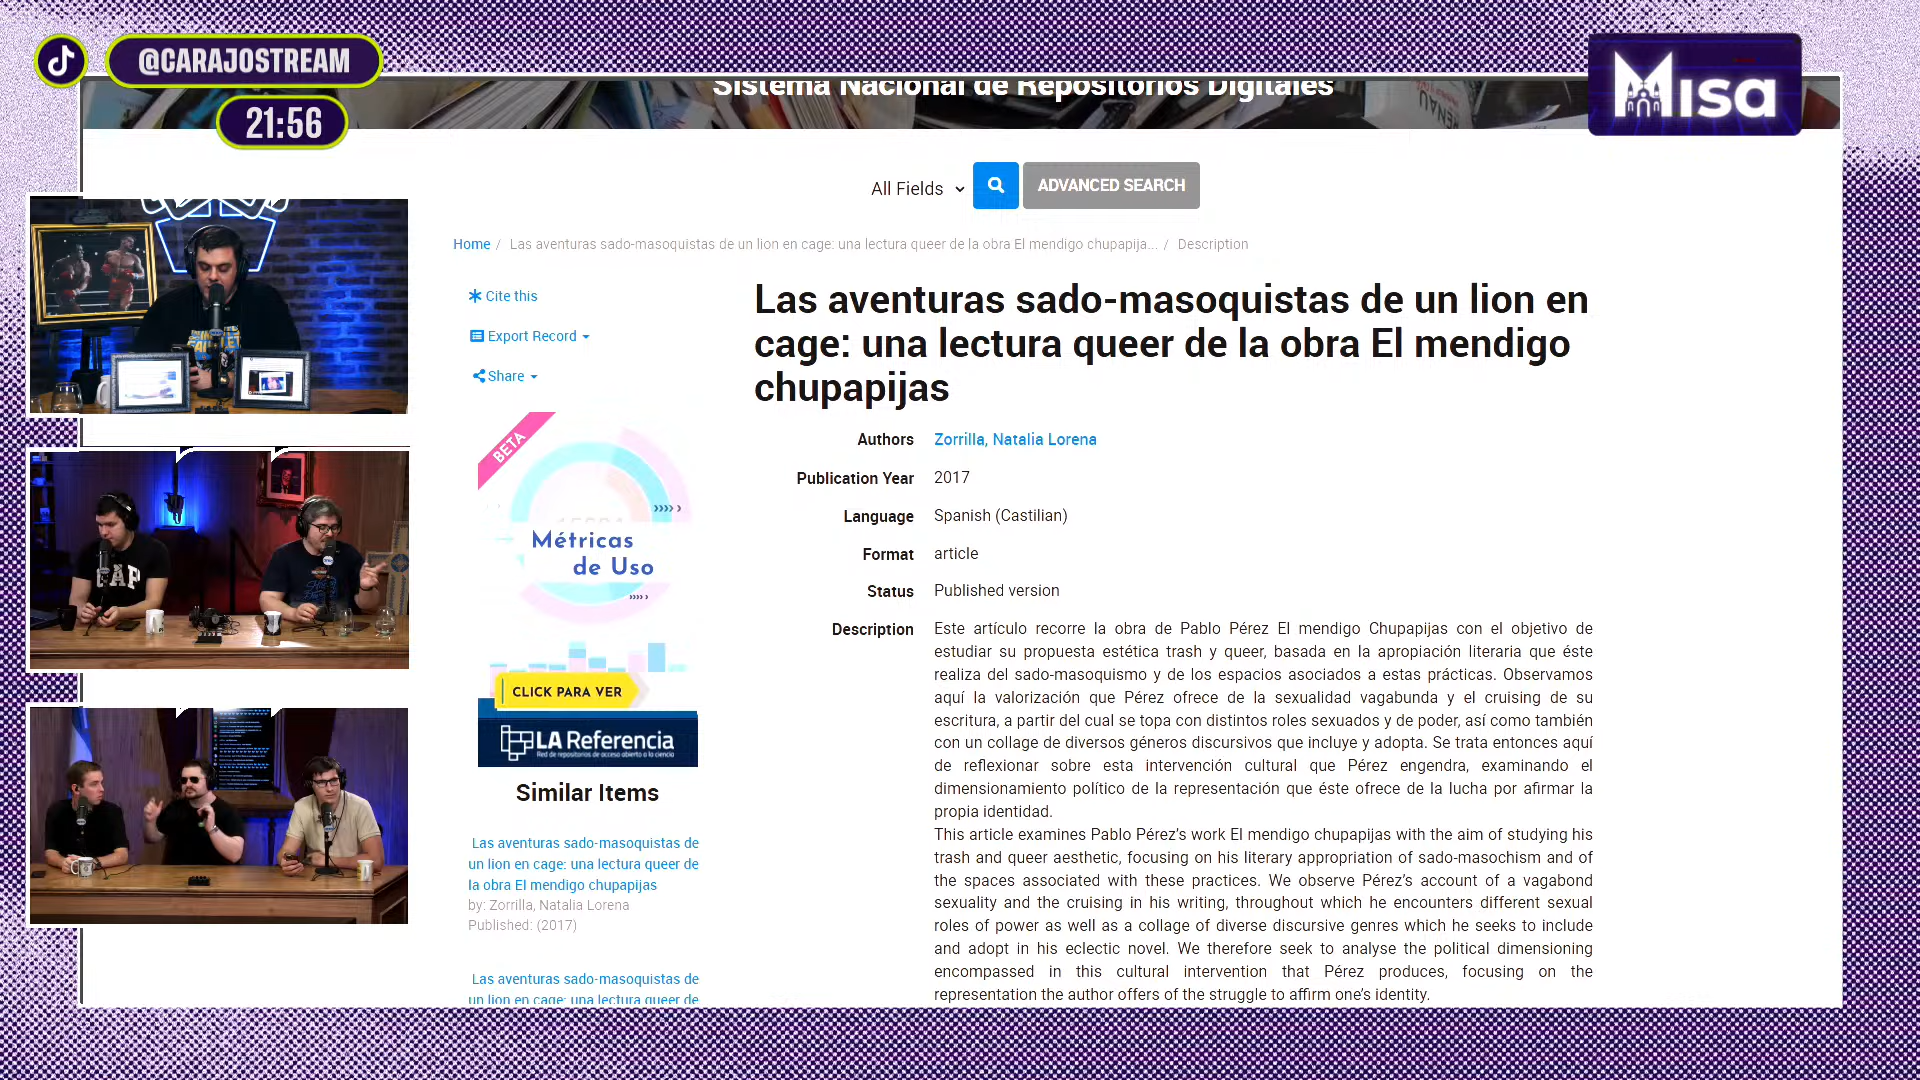 @CARAJOSTREAM
21:56
Misa
Sistema Nacional de Repositorios Digitales
All Fields
ADVANCED SEARCH
Home / Las aventuras sado-masoquistas de un lion en cage: una lectura queer de la obra El mendigo chupapija... / Description
Cite this
Export Record
Share
BETA
Métricas
de Uso
CLICK PARA VER
LA Referencia
Red de repositorios de acceso abierto a la ciencia
Similar Items
Las aventuras sado-masoquistas de
un lion en cage: una lectura queer de
la obra El mendigo chupapijas
by: Zorrilla, Natalia Lorena
Published: (2017)
Las aventuras sado-masoquistas de
un lion en cage: una lectura queer de
Las aventuras sado-masoquistas de un lion en
cage: una lectura queer de la obra El mendigo
chupapijas
Authors Zorrilla, Natalia Lorena
Publication Year 2017
Language Spanish (Castilian)
Format article
Status Published version
Description Este artículo recorre la obra de Pablo Pérez El mendigo Chupapijas con el objetivo de
estudiar su propuesta estética trash y queer, basada en la apropiación literaria que éste
realiza del sado-masoquismo y de los espacios asociados a estas prácticas. Observamos
aquí la valorización que Pérez ofrece de la sexualidad vagabunda y el cruising de su
escritura, a partir del cual se topa con distintos roles sexuados y de poder, así como también
con un collage de diversos géneros discursivos que incluye y adopta. Se trata entonces aquí
de reflexionar sobre esta intervención cultural que Pérez engendra, examinando el
dimensionamiento político de la representación que éste ofrece de la lucha por afirmar la
propia identidad.
This article examines Pablo Pérez's work El mendigo chupapijas with the aim of studying his
trash and queer aesthetic, focusing on his literary appropriation of sado-masochism and of
the spaces associated with these practices. We observe Pérez's account of a vagabond
sexuality and the cruising in his writing, throughout which he encounters different sexual
roles of power as well as a collage of diverse discursive genres which he seeks to include
and adopt in his eclectic novel. We therefore seek to analyse the political dimensioning
encompassed in this cultural intervention that Pérez produces, focusing on the
representation the author offers of the struggle to affirm one's identity.
GAP